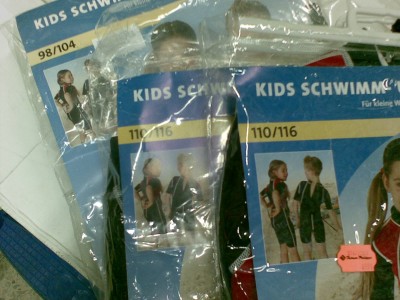 KIDS SCHWIMM
98/104
KIDS SCHW
110/116
KIDS SCHWIMM
Für kleine
110/116